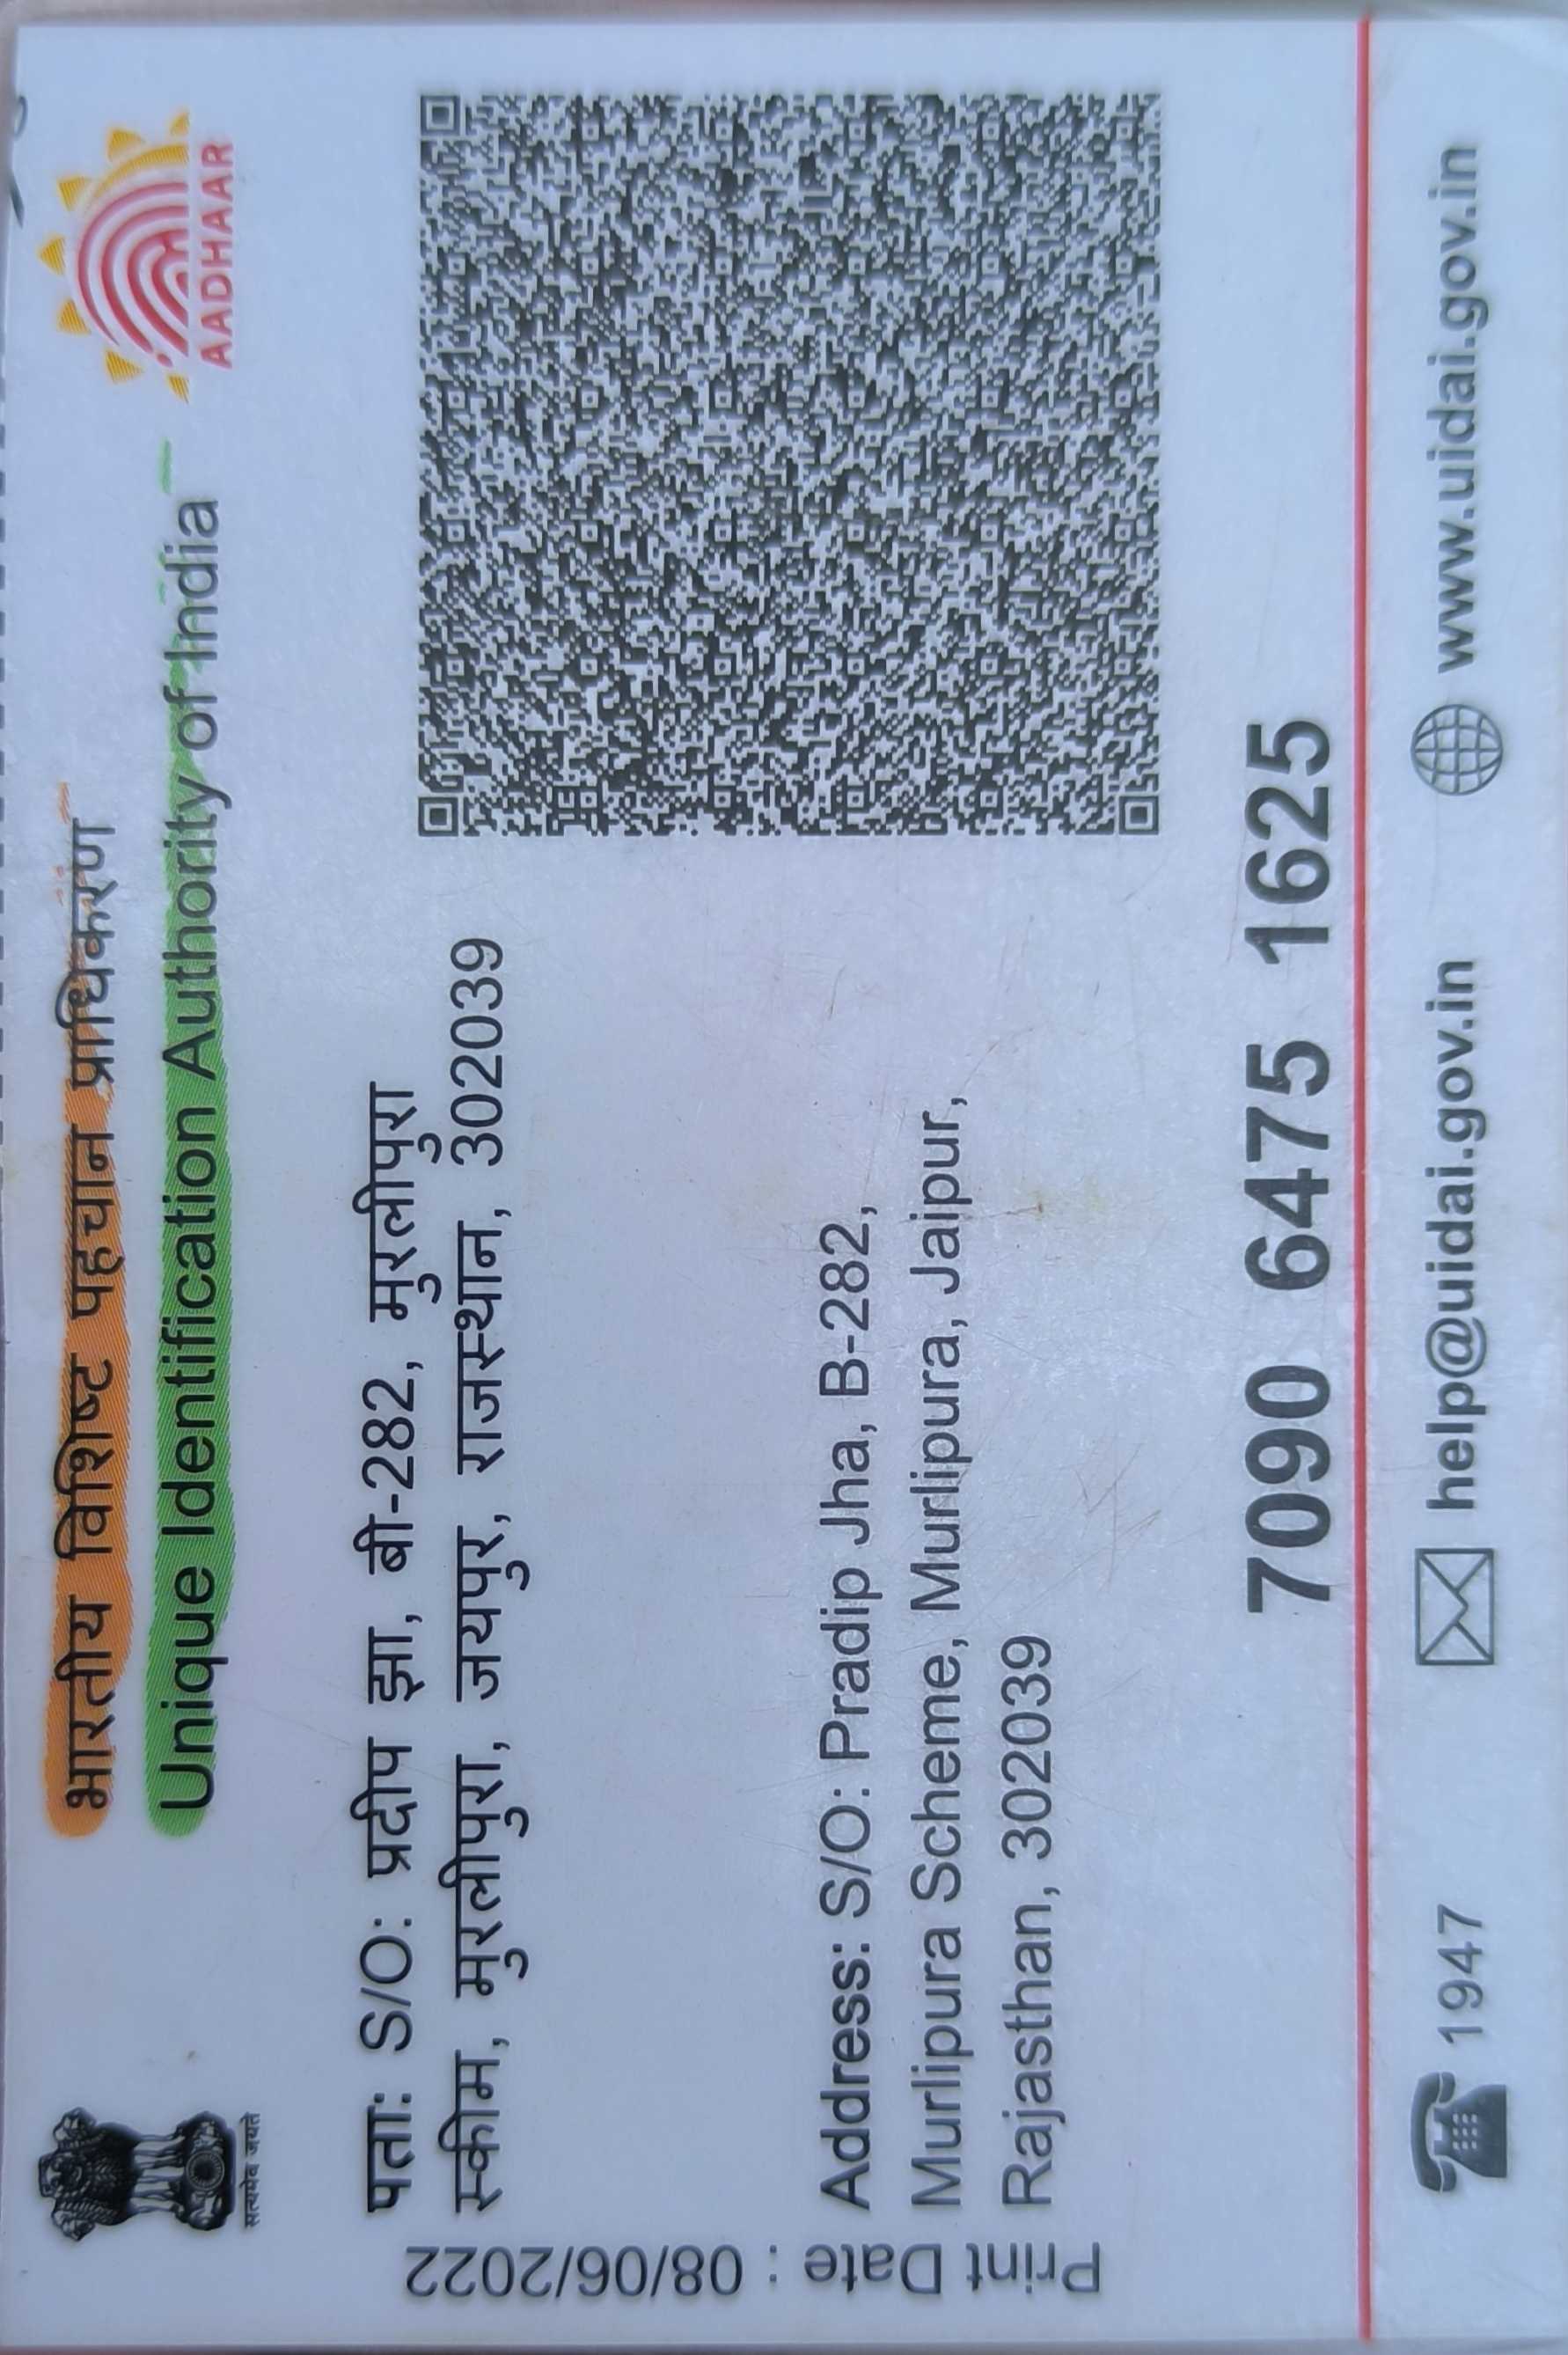 भारतीय विशिष्ट पहचान प्राधिकरण
Unique Identification Authority of India
AADHAAR
सत्यमेव जयते
पता: S/O: प्रदीप झा, बी-282, मुरलीपुरा
स्कीम, मुरलीपुरा, जयपुर, राजस्थान, 302039
Address: S/O: Pradip Jha, B-282,
Murlipura Scheme, Murlipura, Jaipur,
Rajasthan, 302039
Print Date : 08/06/2022
7090 6475 1625
1947
help@uidai.gov.in
www.uidai.gov.in